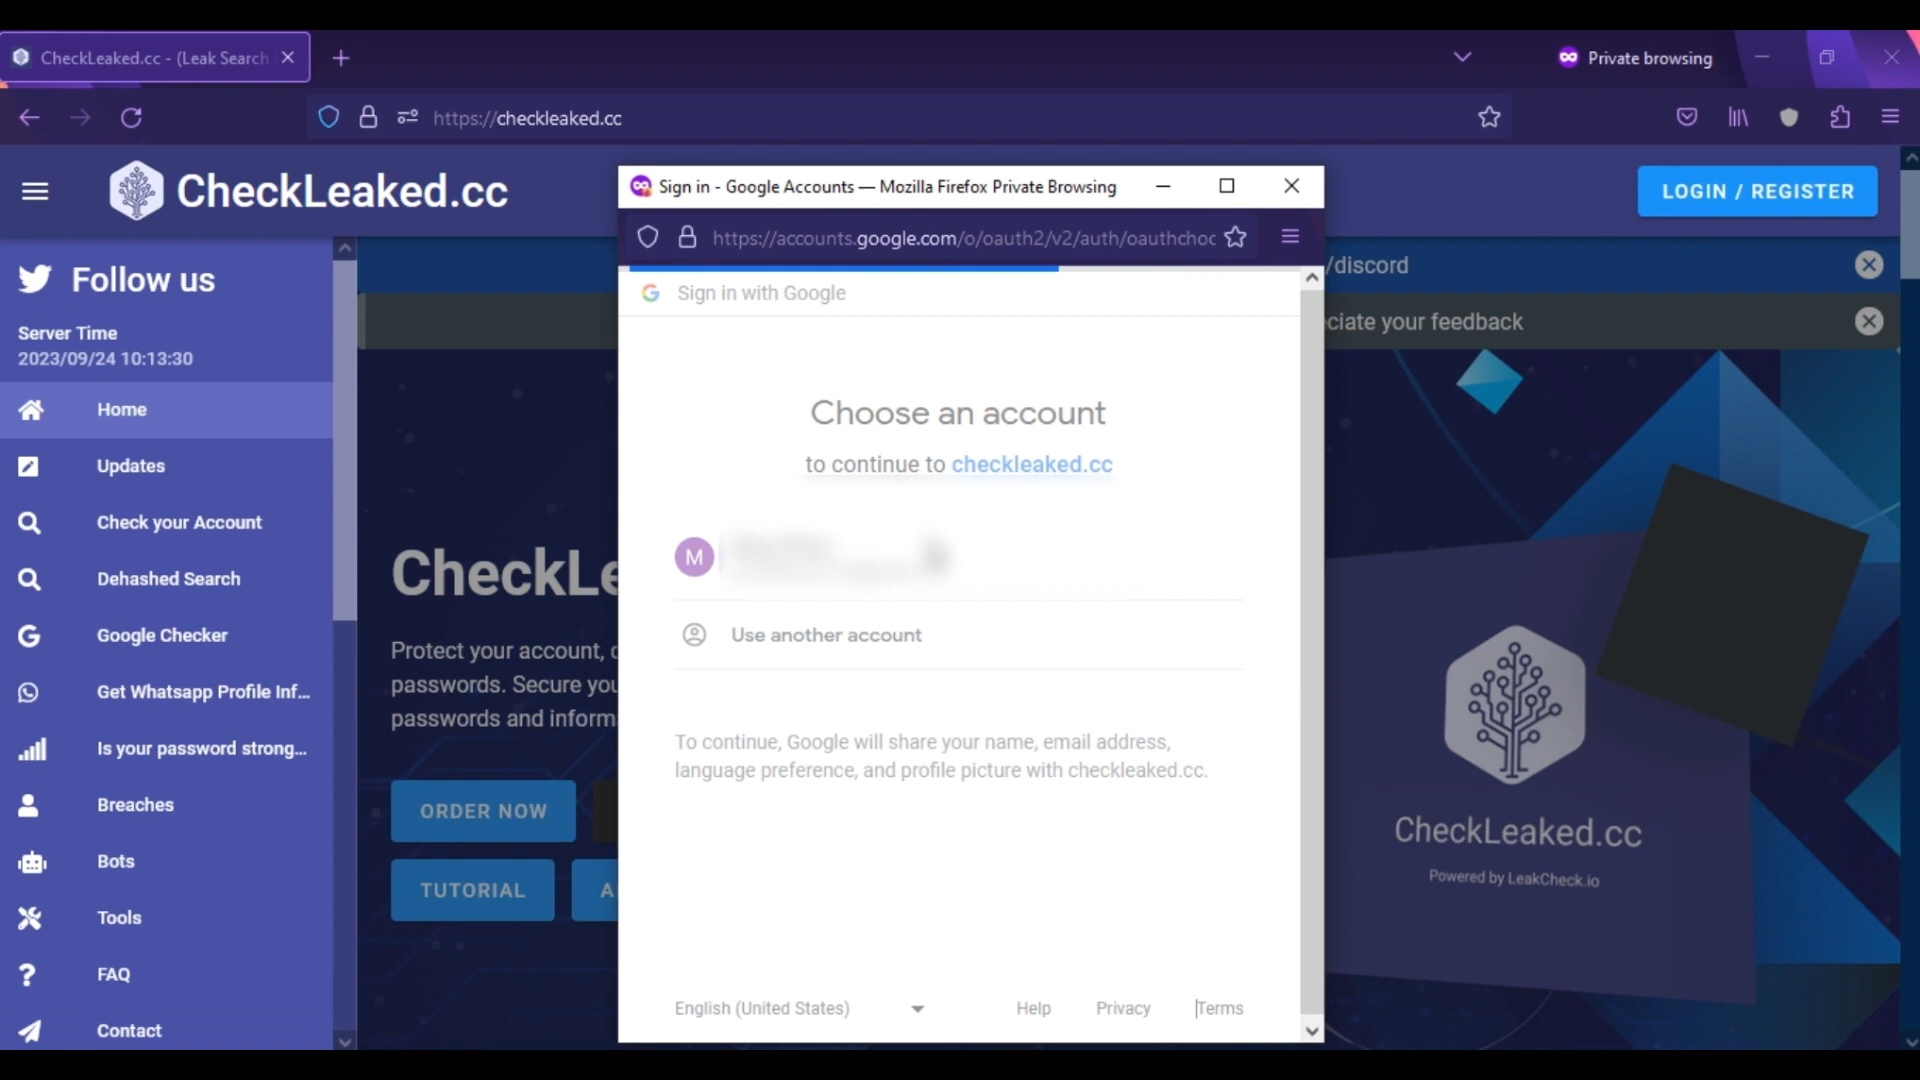 CheckLeaked.cc - (Leak Search
Private browsing
https://checkleaked.cc
CheckLeaked.cc
LOGIN / REGISTER
Sign in - Google Accounts — Mozilla Firefox Private Browsing
https://accounts.google.com/o/oauth2/v2/auth/oauthchoc
Follow us
Server Time
2023/09/24 10:13:30
Home
Updates
Check your Account
Dehashed Search
Google Checker
Get Whatsapp Profile Inf...
Is your password strong...
Breaches
Bots
Tools
FAQ
Contact
/discord
ciate your feedback
CheckLe
Protect your account, c
passwords. Secure you
passwords and inform
ORDER NOW
TUTORIAL
A
Sign in with Google
Choose an account
to continue to checkleaked.cc
M
Use another account
To continue, Google will share your name, email address,
language preference, and profile picture with checkleaked.cc.
English (United States)
Help
Privacy
Terms
CheckLeaked.cc
Powered by LeakCheck.io